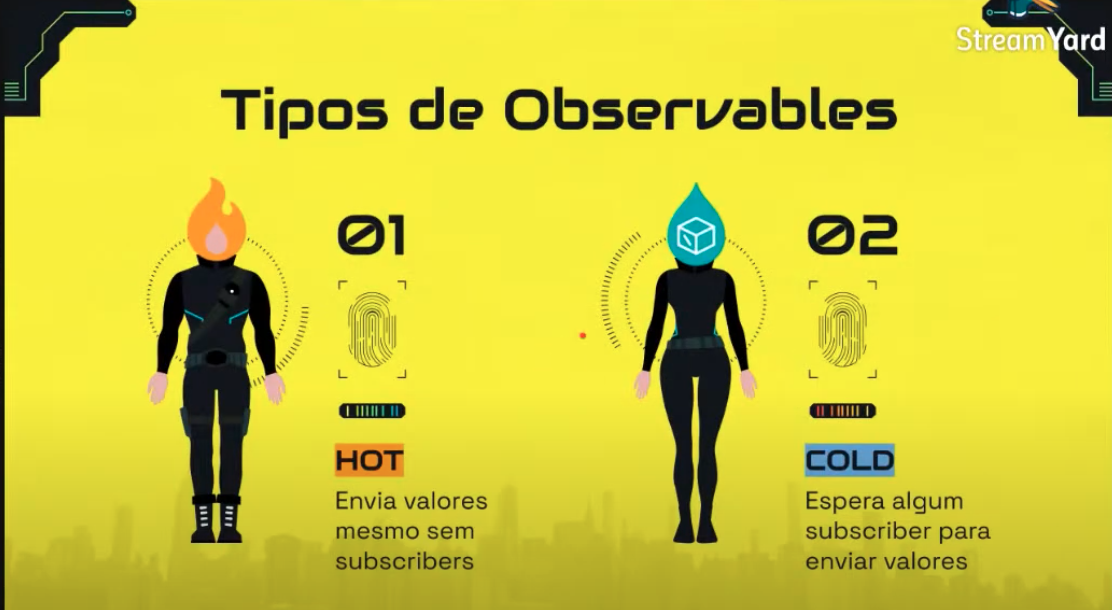 StreamYard
Tipos de Observables
01
02
HOT
Envia valores
mesmo sem
subscribers
COLD
Espera algum
subscriber para
enviar valores